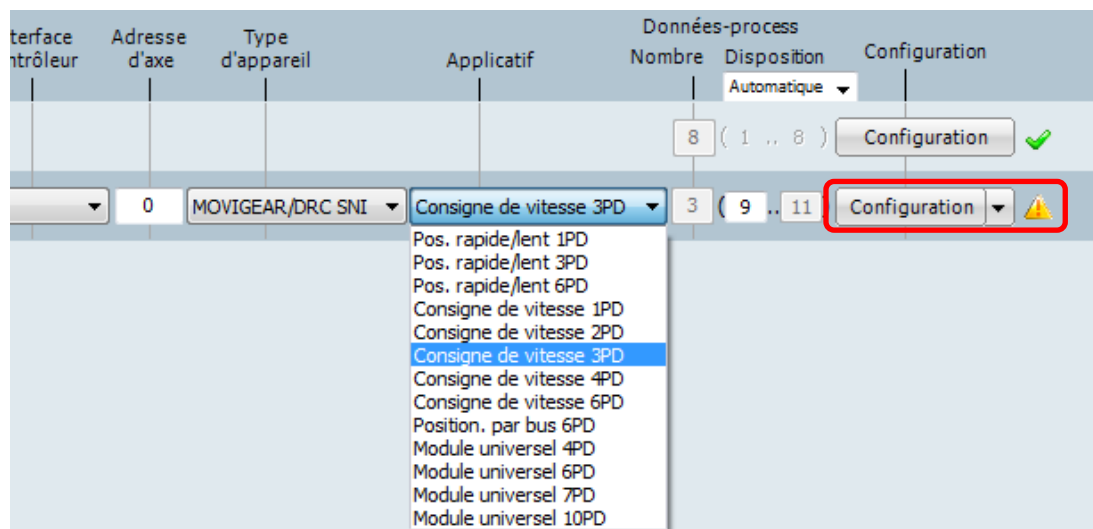 Données-process
terface Adresse Type
ntrôleur d'axe d'appareil Applicatif Nombre Disposition Configuration
Automatique
8 ( 1 .. 8 ) Configuration
0 MOVIGEAR/DRC SNI Consigne de vitesse 3PD 3 ( 9 .. 11 ) Configuration
Pos. rapide/lent 1PD
Pos. rapide/lent 3PD
Pos. rapide/lent 6PD
Consigne de vitesse 1PD
Consigne de vitesse 2PD
Consigne de vitesse 3PD
Consigne de vitesse 4PD
Consigne de vitesse 6PD
Position. par bus 6PD
Module universel 4PD
Module universel 6PD
Module universel 7PD
Module universel 10PD